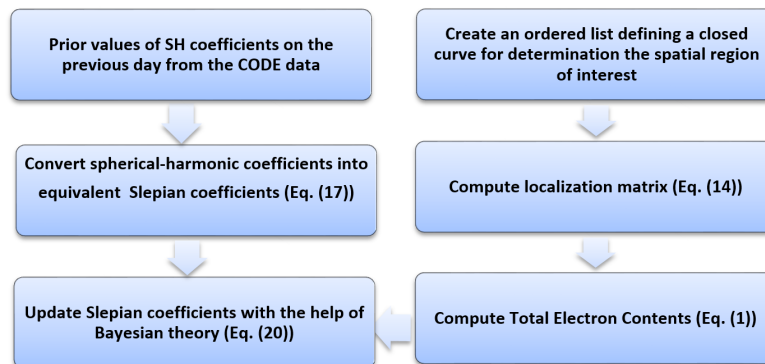 Prior values of SH coefficients on the
previous day from the CODE data
Convert spherical-harmonic coefficients into
equivalent Slepian coefficients (Eq. (17))
Update Slepian coefficients with the help of
Bayesian theory (Eq. (20))
Create an ordered list defining a closed
curve for determination the spatial region
of interest
Compute localization matrix (Eq. (14))
Compute Total Electron Contents (Eq. (1))